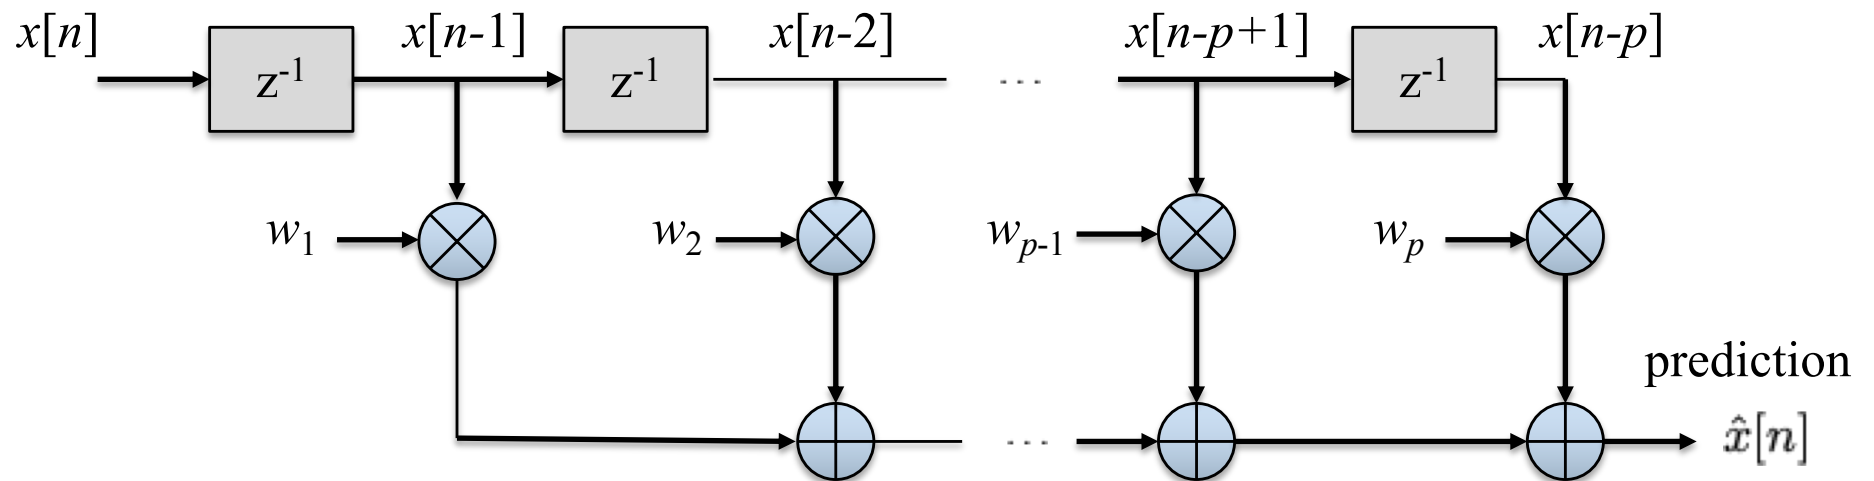 x[n] x[n-1] x[n-2] x[n-p+1] x[n-p]
z⁻¹ z⁻¹ ... z⁻¹
w₁ w₂ wₚ₋₁ wₚ
prediction
... x̂[n]